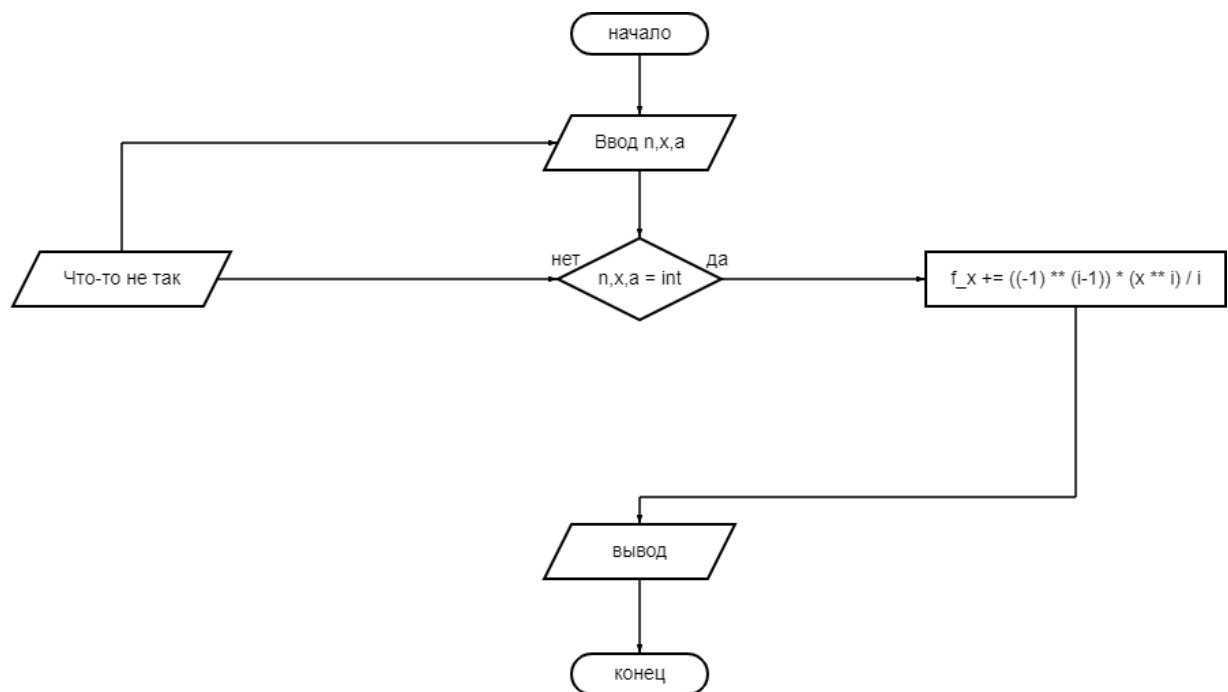 начало
Ввод n,x,a
нет
да
Что-то не так
n,x,a = int
f_x += ((-1) ** (i-1)) * (x ** i) / i
вывод
конец